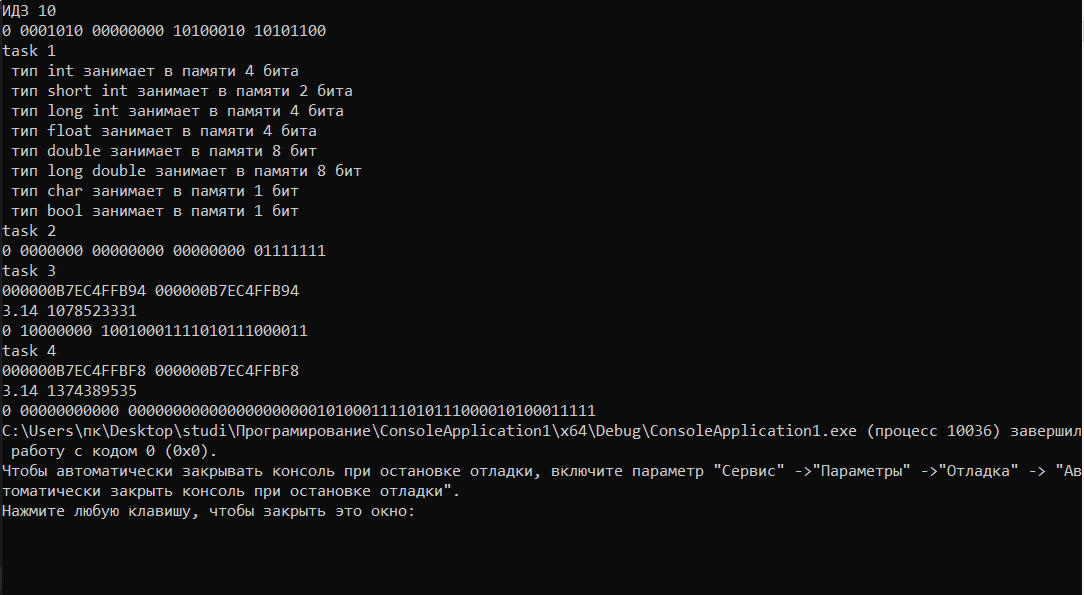 ИДЗ 10
0 0001010 00000000 10100010 10101100
task 1
тип int занимает в памяти 4 бита
тип short int занимает в памяти 2 бита
тип long int занимает в памяти 4 бита
тип float занимает в памяти 4 бита
тип double занимает в памяти 8 бит
тип long double занимает в памяти 8 бит
тип char занимает в памяти 1 бит
тип bool занимает в памяти 1 бит
task 2
0 0000000 00000000 00000000 01111111
task 3
000000B7EC4FFB94 000000B7EC4FFB94
3.14 1078523331
0 10000000 10010001111010111000011
task 4
000000B7EC4FFBF8 000000B7EC4FFBF8
3.14 1374389535
0 00000000000 0000000000000000000001010001111010111000010100011111
C:\Users\пк\Desktop\studi\Програмирование\ConsoleApplication1\x64\Debug\ConsoleApplication1.exe (процесс 10036) завершил
работу с кодом 0 (0x0).
Чтобы автоматически закрывать консоль при остановке отладки, включите параметр "Сервис" ->"Параметры" ->"Отладка" -> "Ав
томатически закрыть консоль при остановке отладки".
Нажмите любую клавишу, чтобы закрыть это окно: